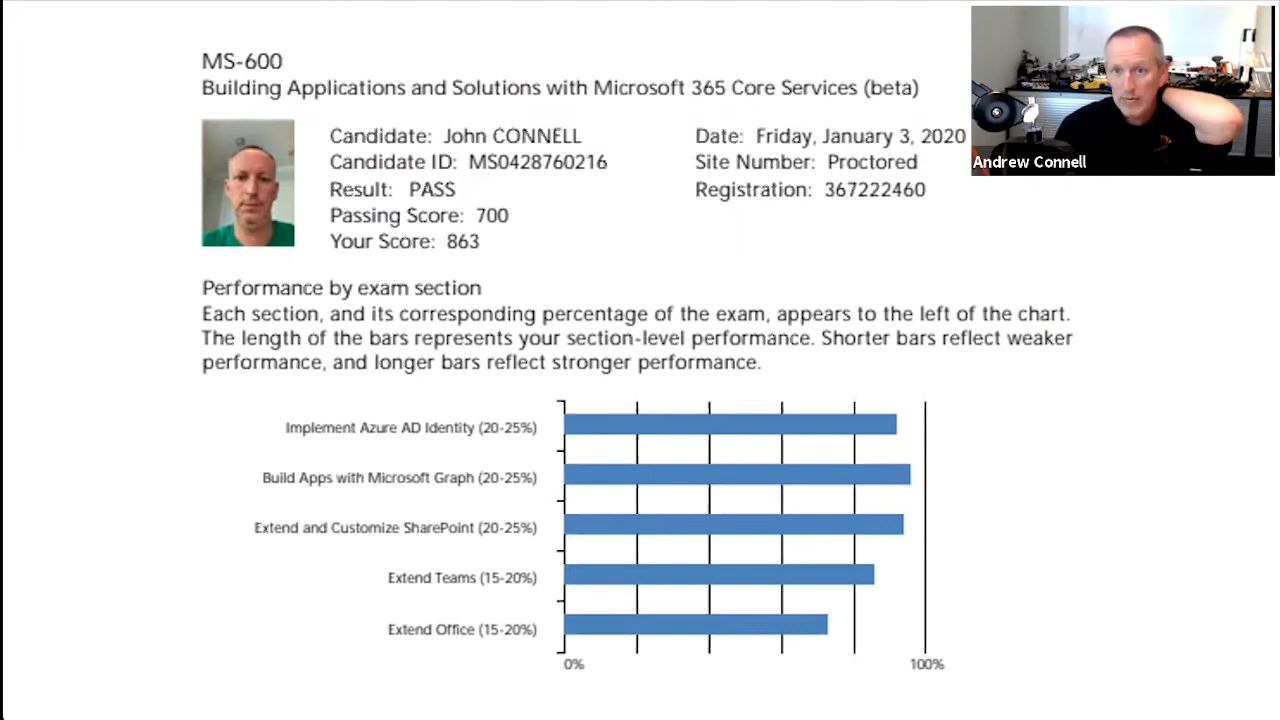 MS-600
Building Applications and Solutions with Microsoft 365 Core Services (beta)
Candidate: John CONNELL
Candidate ID: MS0428760216
Result: PASS
Passing Score: 700
Your Score: 863
Date: Friday, January 3, 2020
Site Number: Proctored
Registration: 367222460
Andrew Connell
Performance by exam section
Each section, and its corresponding percentage of the exam, appears to the left of the chart.
The length of the bars represents your section-level performance. Shorter bars reflect weaker
performance, and longer bars reflect stronger performance.
Implement Azure AD Identity (20-25%)
Build Apps with Microsoft Graph (20-25%)
Extend and Customize SharePoint (20-25%)
Extend Teams (15-20%)
Extend Office (15-20%)
0%
100%